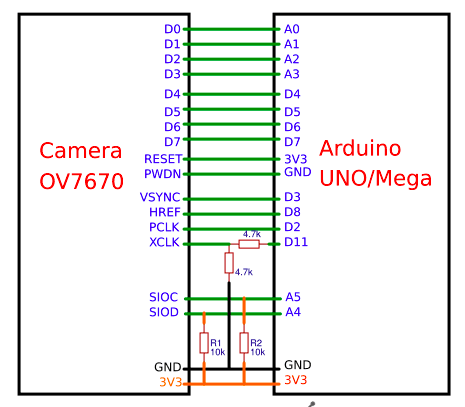 D0 A0
D1 A1
D2 A2
D3 A3
D4 D4
D5 D5
D6 D6
D7 D7
Camera
OV7670
Arduino
UNO/Mega
RESET 3V3
PWDN GND
VSYNC D3
HREF D8
PCLK D2
4.7k
XCLK D11
4.7k
SIOC A5
SIOD A4
R1 R2
10k 10k
GND GND
3V3 3V3